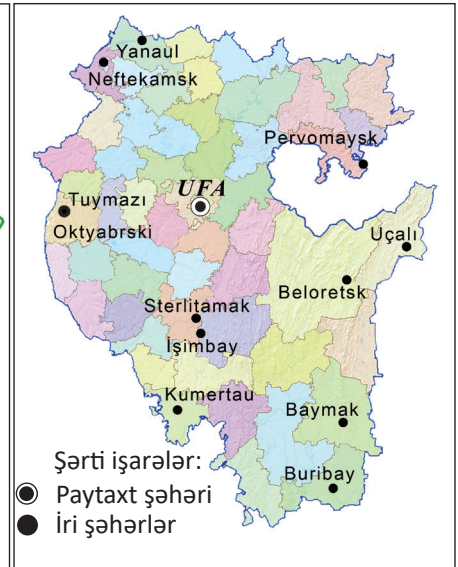 Yanaul
Neftekamsk
Pervomaysk
UFA
Tuymazı
Oktyabrski
Uçalı
Beloretsk
Sterlitamak
İşimbay
Kumertau
Baymak
Buribay
Şərti işarələr:
Paytaxt şəhəri
İri şəhərlər